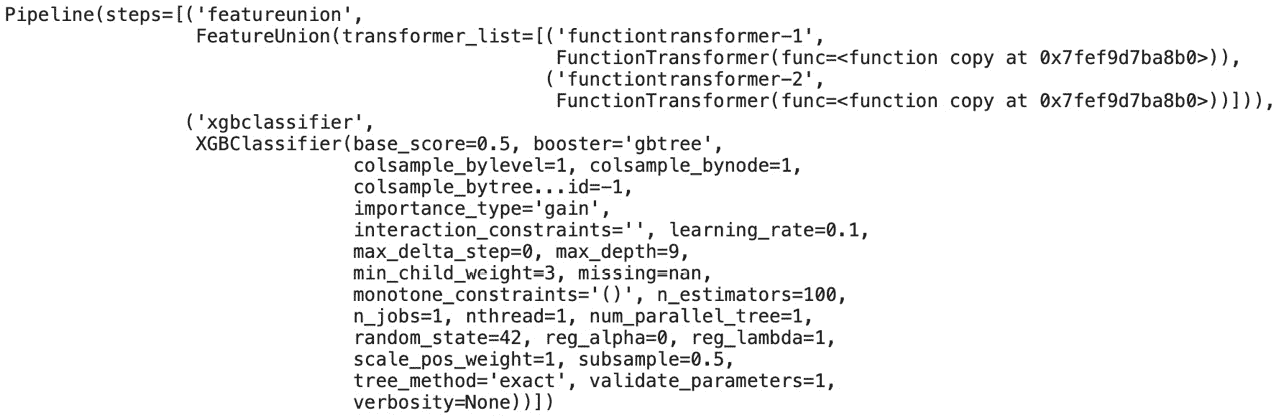 Pipeline(steps=[('featureunion',
                 FeatureUnion(transformer_list=[('functiontransformer-1',
                                                 FunctionTransformer(func=<function copy at 0x7fef9d7ba8b0>)),
                                                ('functiontransformer-2',
                                                 FunctionTransformer(func=<function copy at 0x7fef9d7ba8b0>))])),
                ('xgbclassifier',
                 XGBClassifier(base_score=0.5, booster='gbtree',
                               colsample_bylevel=1, colsample_bynode=1,
                               colsample_bytree...id=-1,
                               importance_type='gain',
                               interaction_constraints='', learning_rate=0.1,
                               max_delta_step=0, max_depth=9,
                               min_child_weight=3, missing=nan,
                               monotone_constraints='()', n_estimators=100,
                               n_jobs=1, nthread=1, num_parallel_tree=1,
                               random_state=42, reg_alpha=0, reg_lambda=1,
                               scale_pos_weight=1, subsample=0.5,
                               tree_method='exact', validate_parameters=1,
                               verbosity=None))])